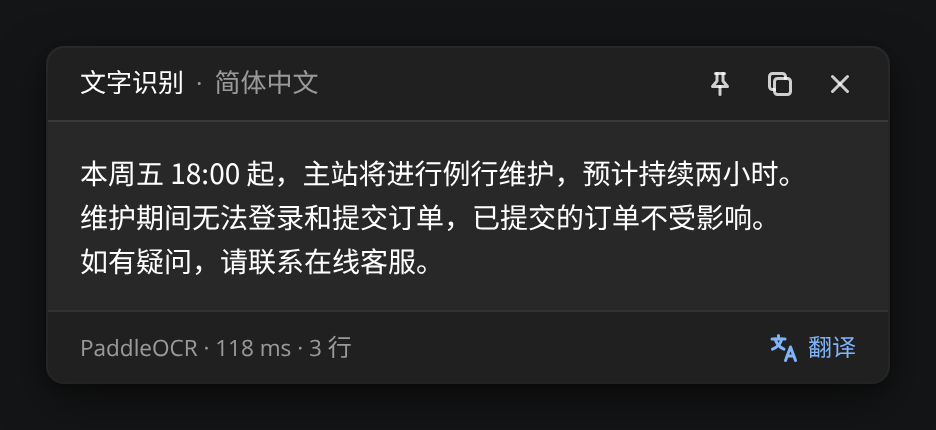 文字识别 · 简体中文
本周五 18:00 起，主站将进行例行维护，预计持续两小时。
维护期间无法登录和提交订单，已提交的订单不受影响。
如有疑问，请联系在线客服。
PaddleOCR · 118 ms · 3 行
翻译